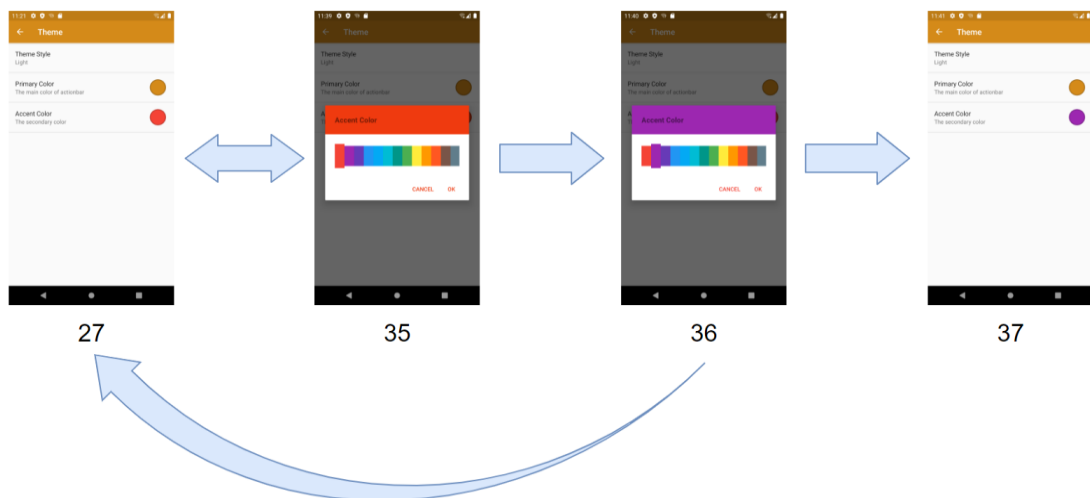 11:21
Theme
Theme Style
Light
Primary Color
The main color of actionbar
Accent Color
The secondary color
27
11:39
Theme
Theme Style
Light
Primary Color
The main color of actionbar
Accent Color
CANCEL OK
35
11:40
Theme
Theme Style
Light
Primary Color
The main color of actionbar
Accent Color
CANCEL OK
36
11:41
Theme
Theme Style
Light
Primary Color
The main color of actionbar
Accent Color
The secondary color
37